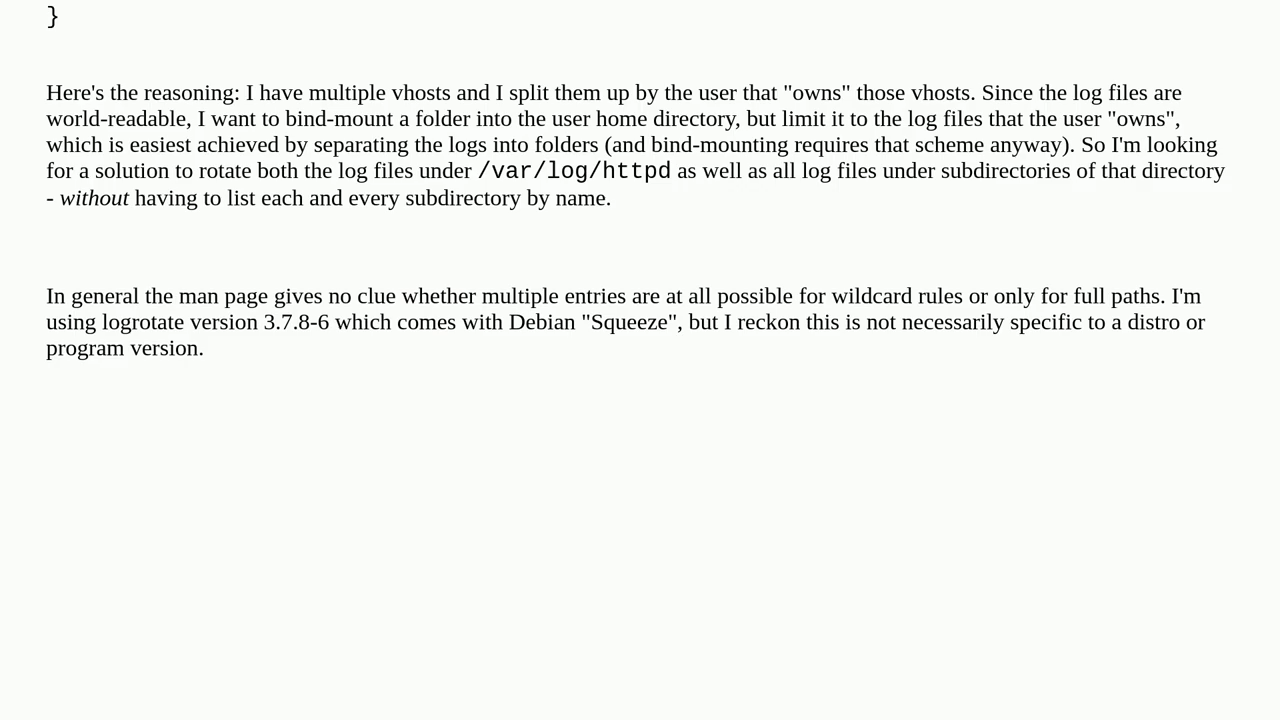 }
Here's the reasoning: I have multiple vhosts and I split them up by the user that "owns" those vhosts. Since the log files are
world-readable, I want to bind-mount a folder into the user home directory, but limit it to the log files that the user "owns",
which is easiest achieved by separating the logs into folders (and bind-mounting requires that scheme anyway). So I'm looking
for a solution to rotate both the log files under /var/log/httpd as well as all log files under subdirectories of that directory
- without having to list each and every subdirectory by name.
In general the man page gives no clue whether multiple entries are at all possible for wildcard rules or only for full paths. I'm
using logrotate version 3.7.8-6 which comes with Debian "Squeeze", but I reckon this is not necessarily specific to a distro or
program version.